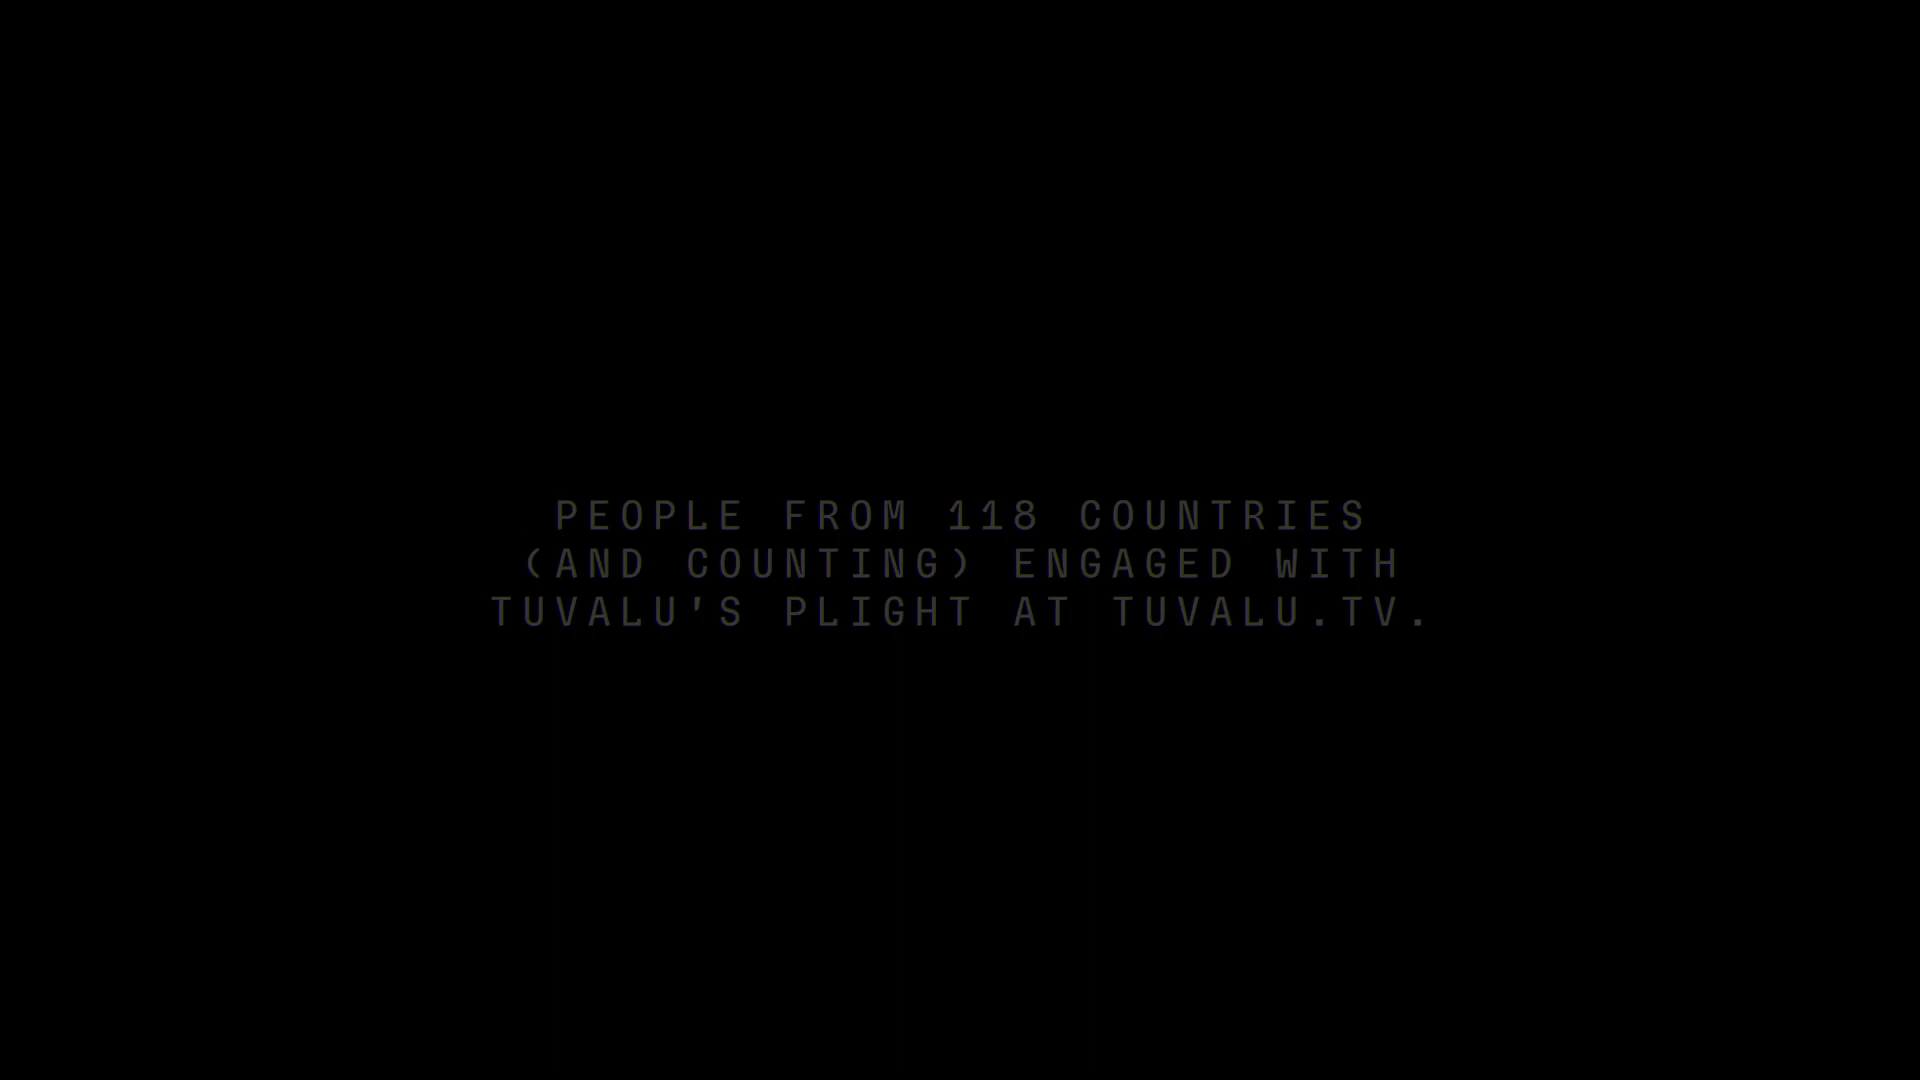 PEOPLE FROM 118 COUNTRIES
(AND COUNTING) ENGAGED WITH
TUVALU'S PLIGHT AT TUVALU.TV.